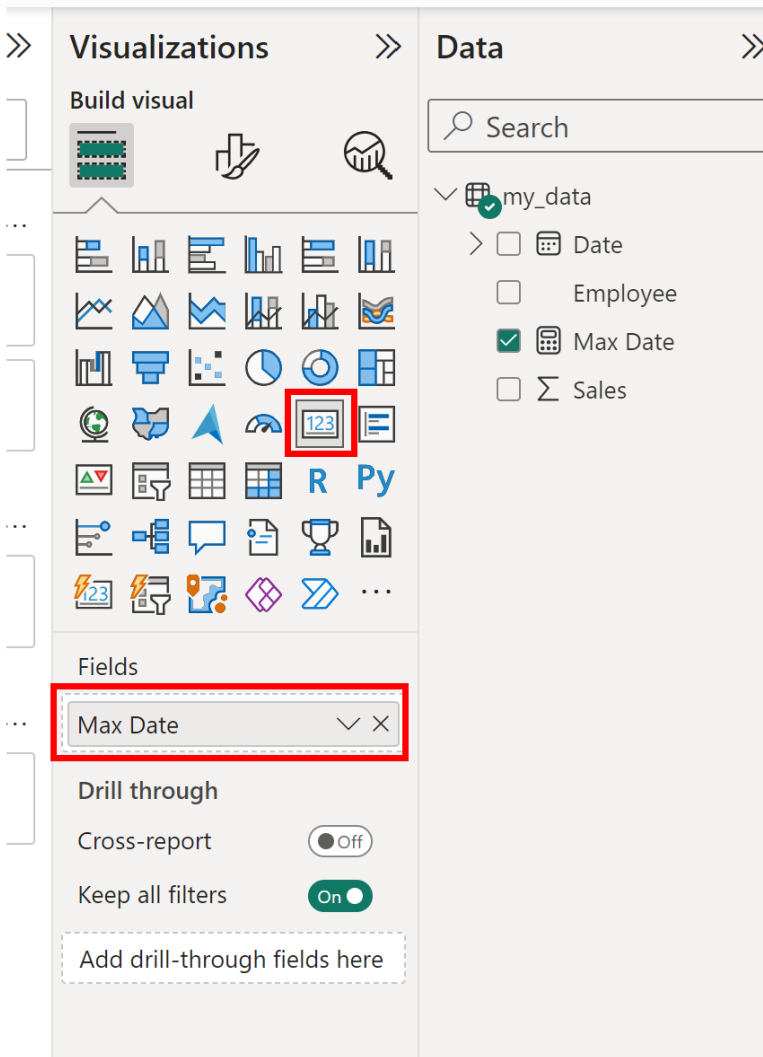 Visualizations
Build visual
123
R
Py
123
Fields
Max Date
Drill through
Cross-report
Off
Keep all filters
On
Add drill-through fields here
Data
Search
my_data
Date
Employee
Max Date
Σ Sales